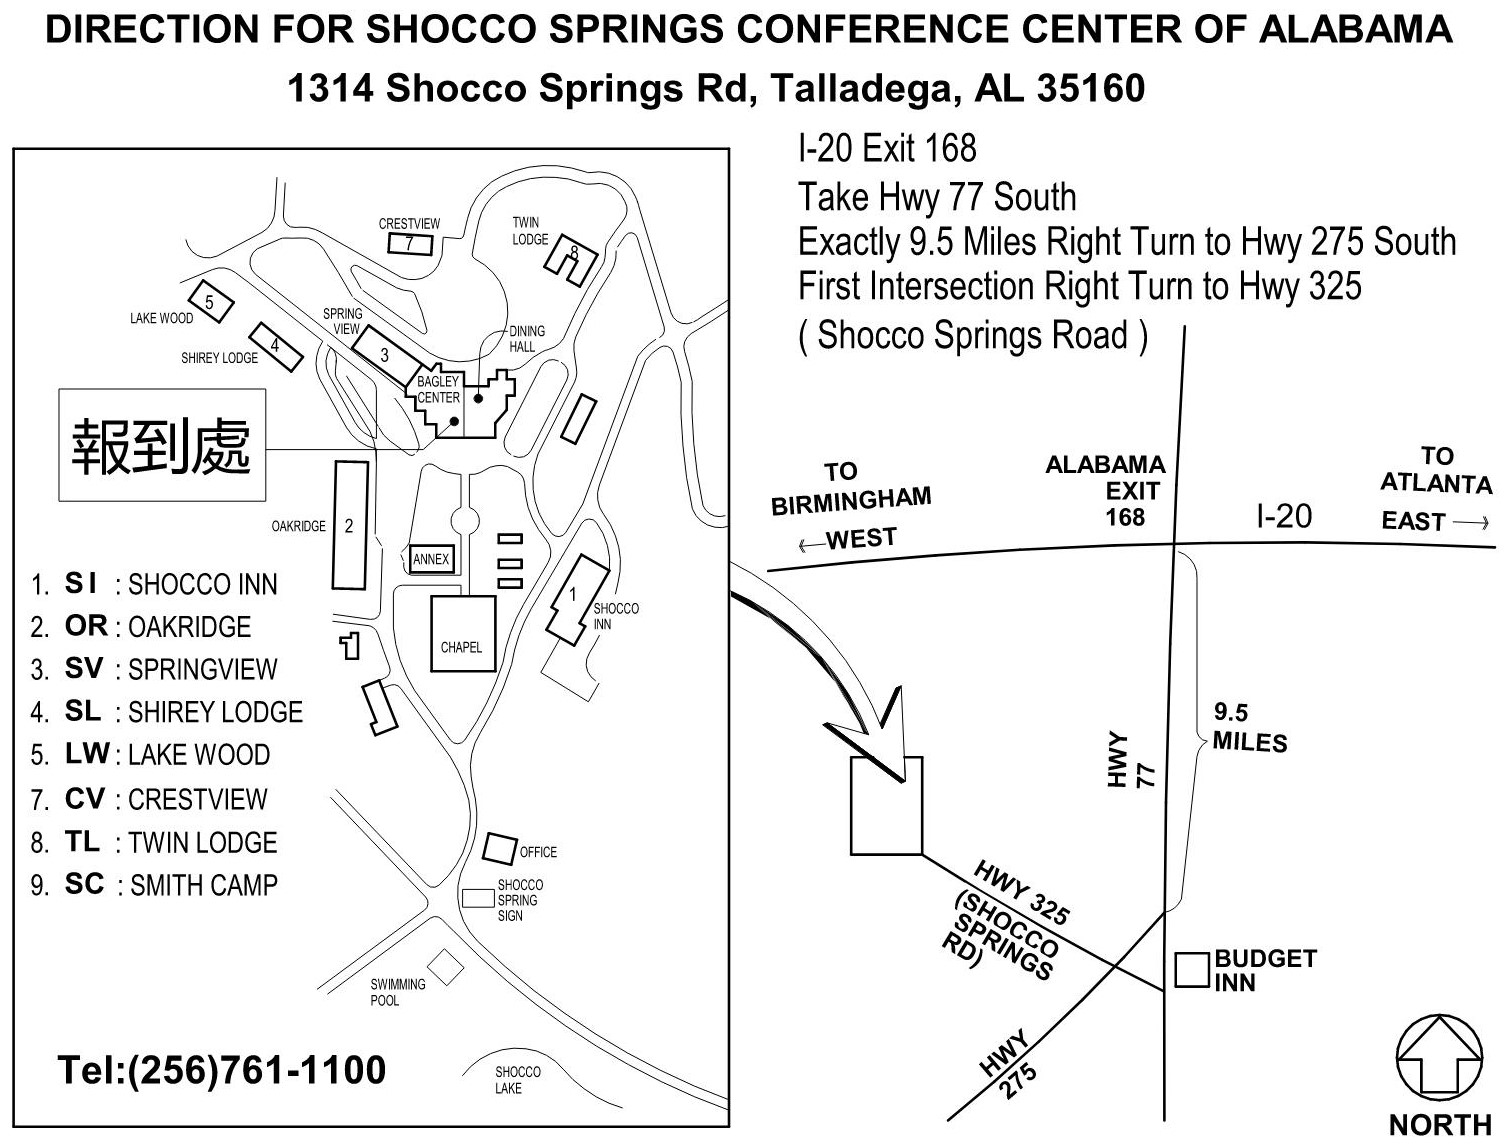 DIRECTION FOR SHOCCO SPRINGS CONFERENCE CENTER OF ALABAMA
1314 Shocco Springs Rd, Talladega, AL 35160
I-20 Exit 168
Take Hwy 77 South
Exactly 9.5 Miles Right Turn to Hwy 275 South
First Intersection Right Turn to Hwy 325
( Shocco Springs Road )
CRESTVIEW
7
TWIN
LODGE
8
5
LAKE WOOD
4
SHIREY LODGE
SPRING
VIEW
3
DINING
HALL
BAGLEY
CENTER
報到處
OAKRIDGE
2
ANNEX
CHAPEL
1
SHOCCO
INN
1. SI : SHOCCO INN
2. OR : OAKRIDGE
3. SV : SPRINGVIEW
4. SL : SHIREY LODGE
5. LW : LAKE WOOD
7. CV : CRESTVIEW
8. TL : TWIN LODGE
9. SC : SMITH CAMP
OFFICE
SHOCCO
SPRING
SIGN
SWIMMING
POOL
SHOCCO
LAKE
Tel:(256)761-1100
TO
BIRMINGHAM
←WEST
ALABAMA
EXIT
168
I-20
TO
ATLANTA
EAST→
9.5
MILES
HWY
77
HWY 325
(SHOCCO
SPRINGS
RD)
BUDGET
INN
HWY
275
NORTH